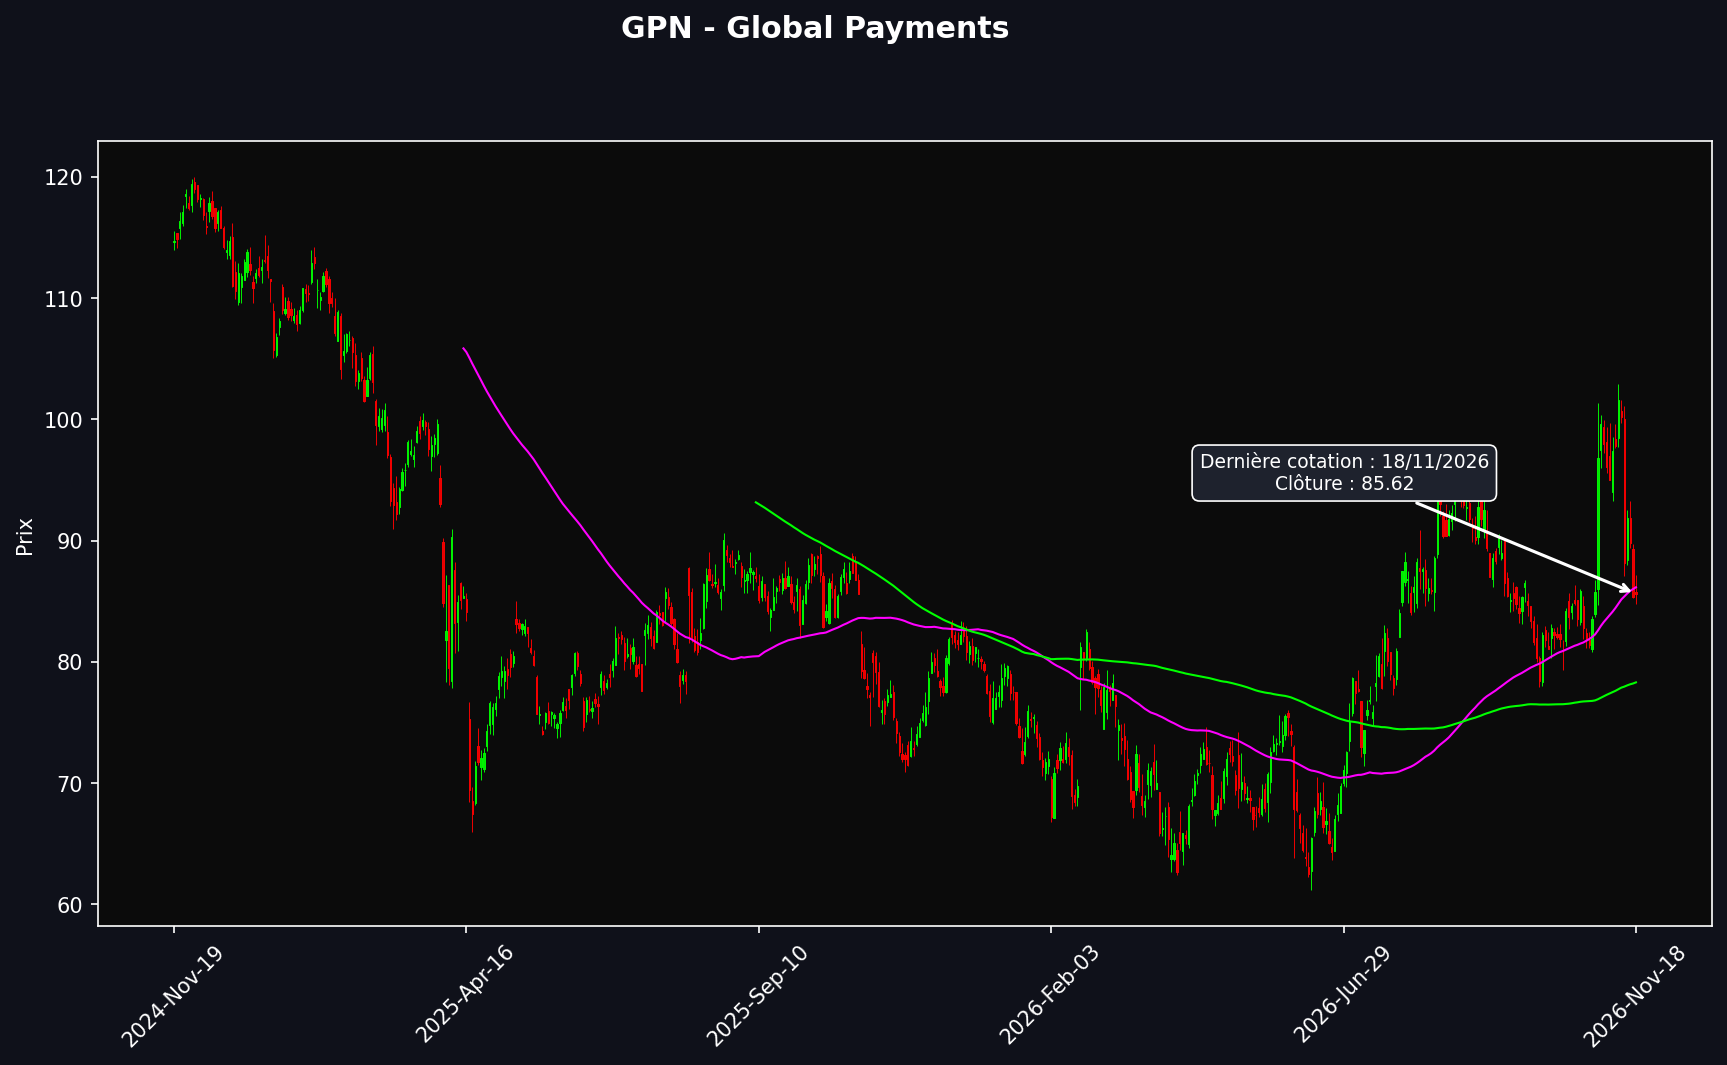 GPN - Global Payments
120
110
100
90
80
70
60
Prix
Dernière cotation : 18/11/2026
Clôture : 85.62
2024-Nov-19
2025-Apr-16
2025-Sep-10
2026-Feb-03
2026-Jun-29
2026-Nov-18